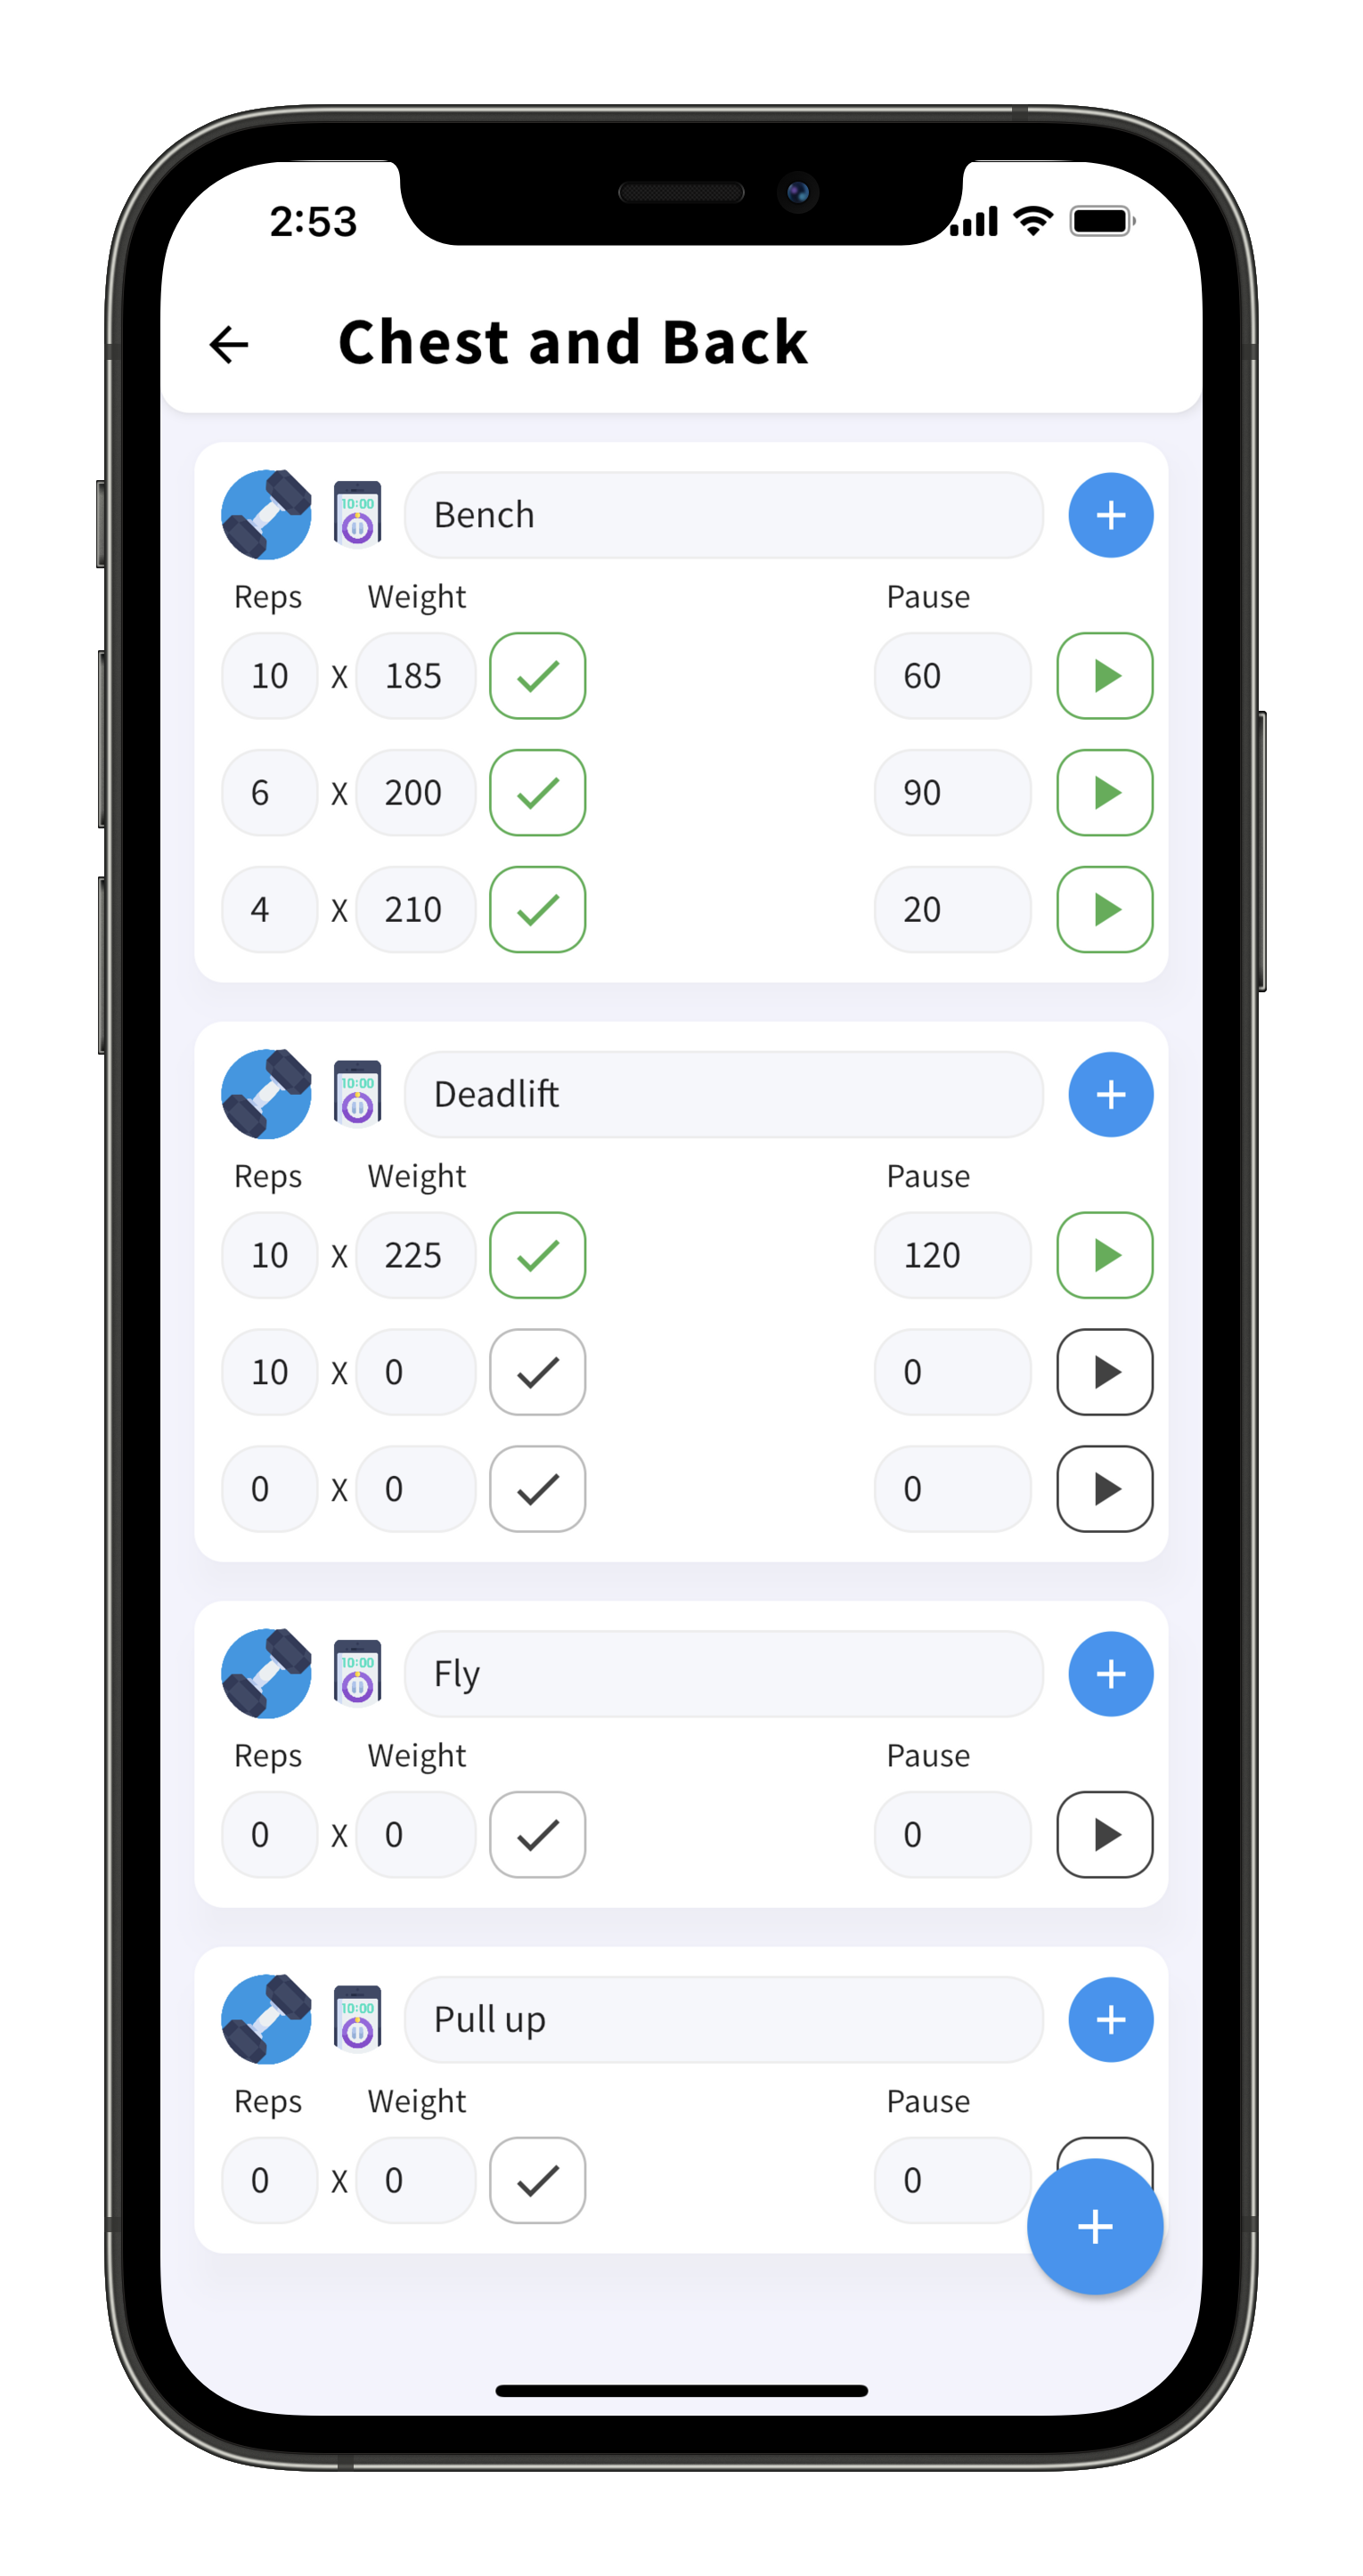 2:53
Chest and Back
10:00
Bench
Reps Weight Pause
10 X 185 60
6 X 200 90
4 X 210 20
10:00
Deadlift
Reps Weight Pause
10 X 225 120
10 X 0 0
0 X 0 0
10:00
Fly
Reps Weight Pause
0 X 0 0
10:00
Pull up
Reps Weight Pause
0 X 0 0